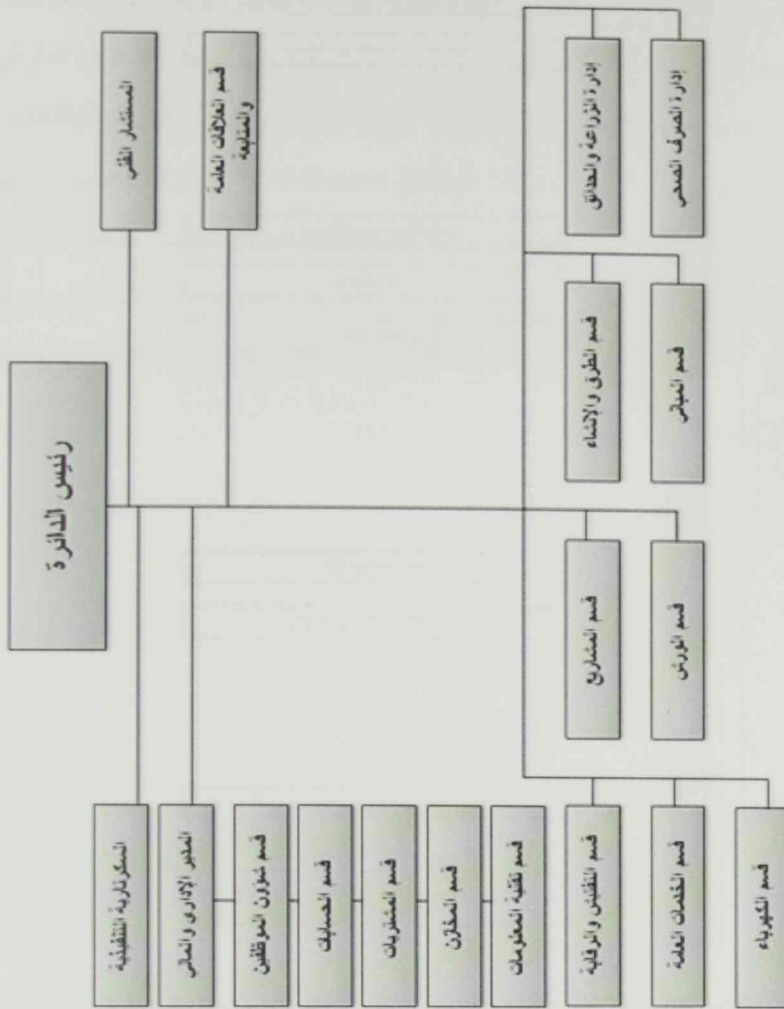 رئيس الدائرة
المستشار الفني
قسم العلاقات العامة
والمتابعة
السكرتارية التنفيذية
المدير الإداري والمالي
قسم شؤون الموظفين
قسم الحسابات
قسم المشتريات
قسم المخازن
قسم تقنية المعلومات
إدارة الزراعة والحدائق
إدارة الصرف الصحي
قسم الطرق والإنشاء
قسم المباني
قسم المشاريع
قسم الورش
قسم التفتيش والرقابة
قسم الخدمات العامة
قسم الكهرباء